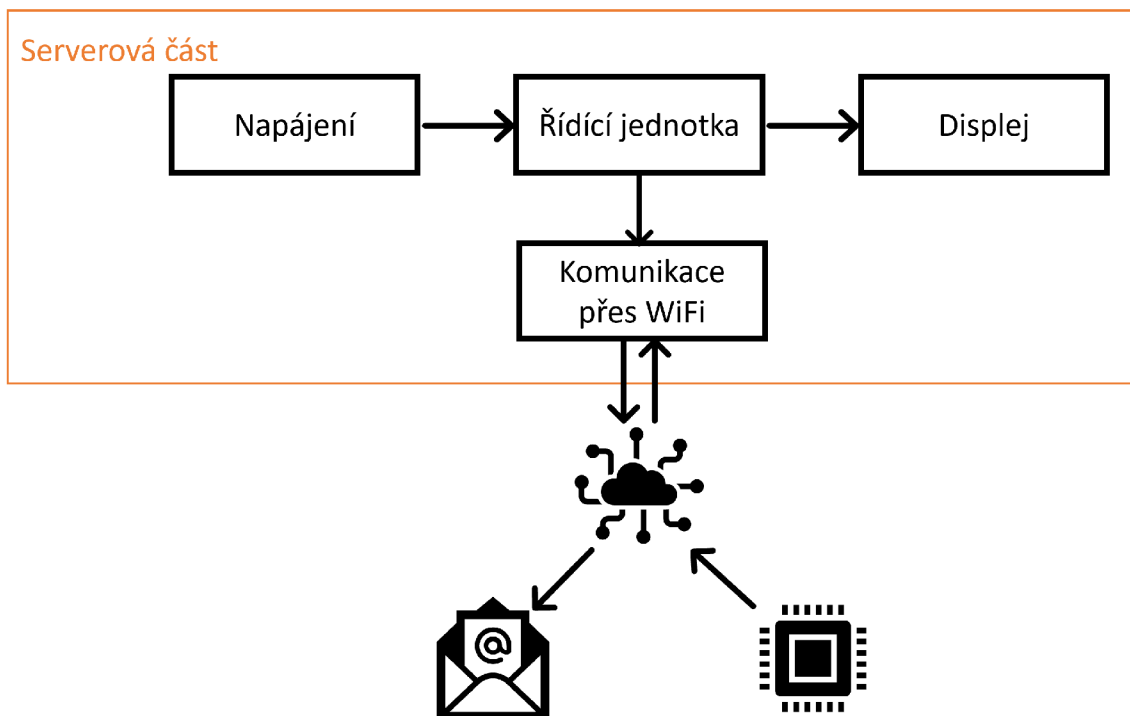 Serverová část
Napájení
Řídící jednotka
Displej
Komunikace
přes WiFi
@